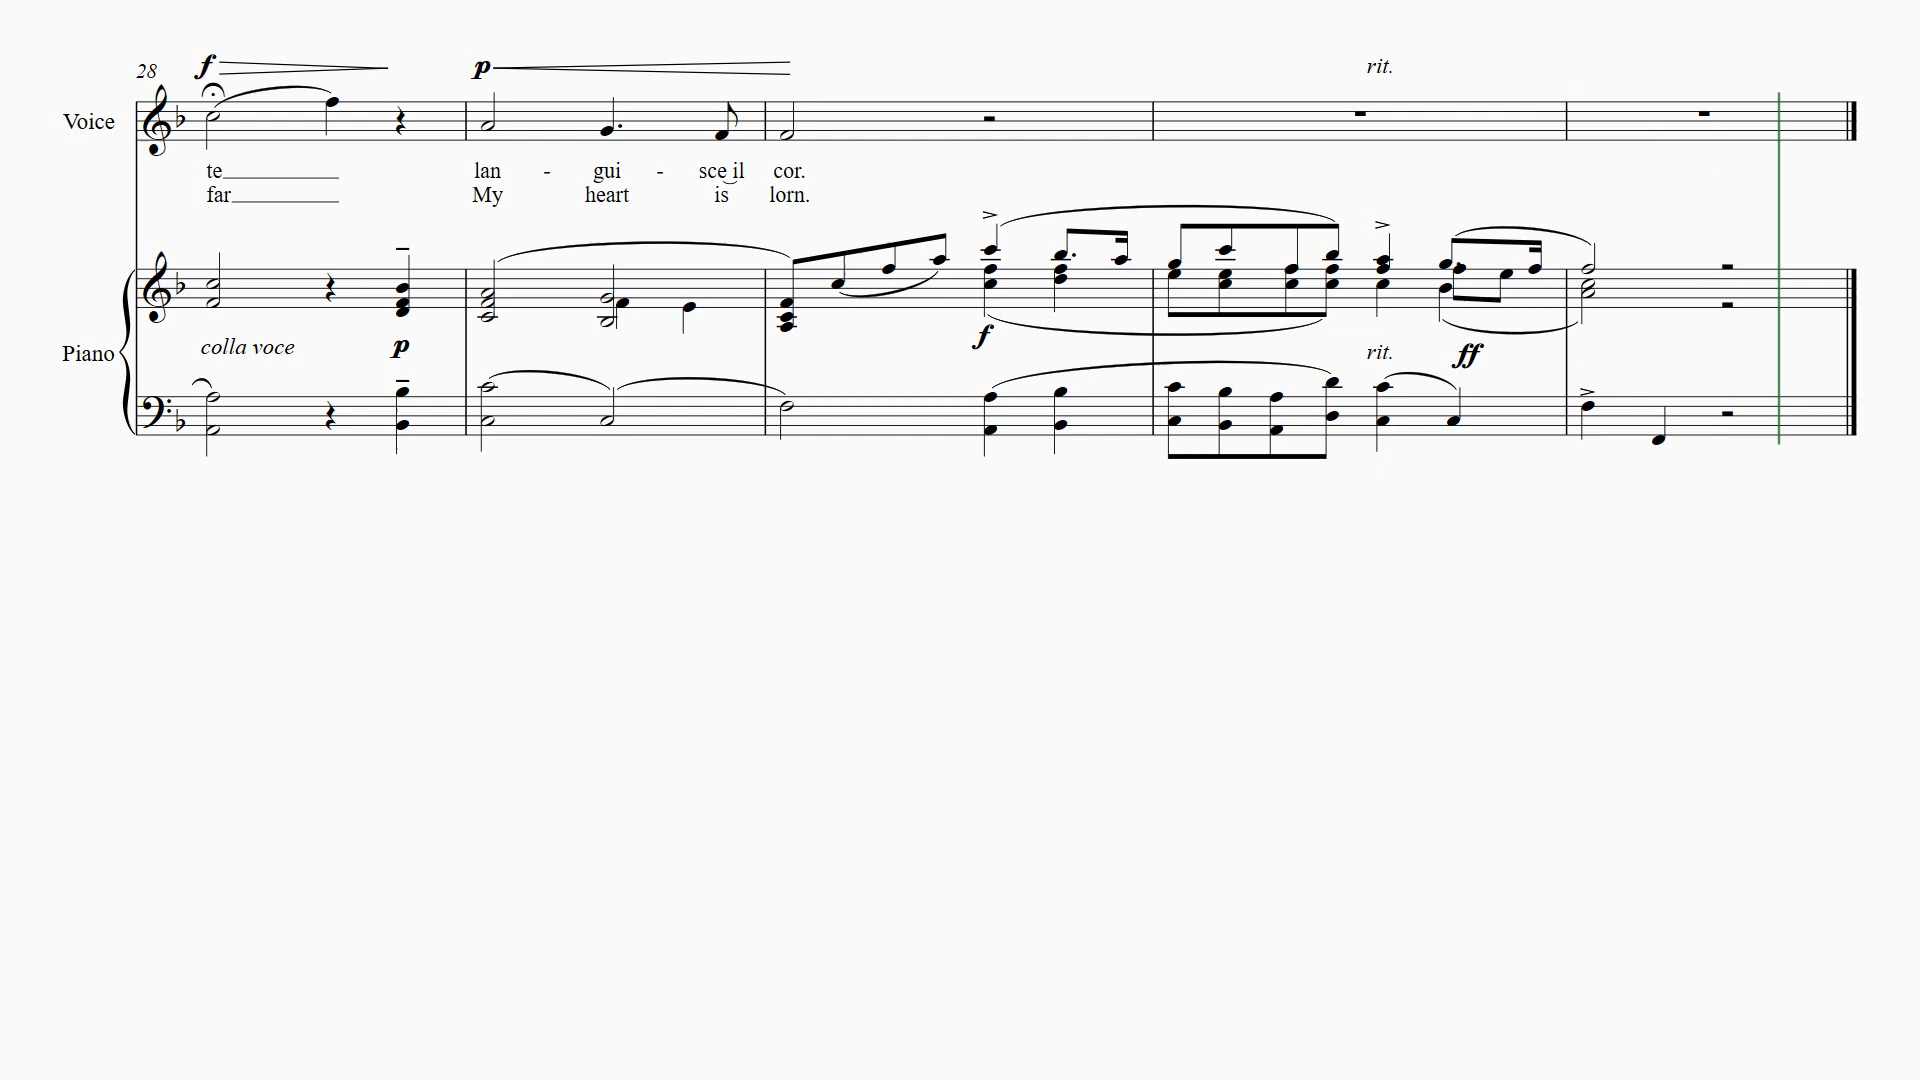 28 f p rit.
Voice
te lan - gui - sce il cor.
far My heart is lorn.
Piano
colla voce p f rit. ff